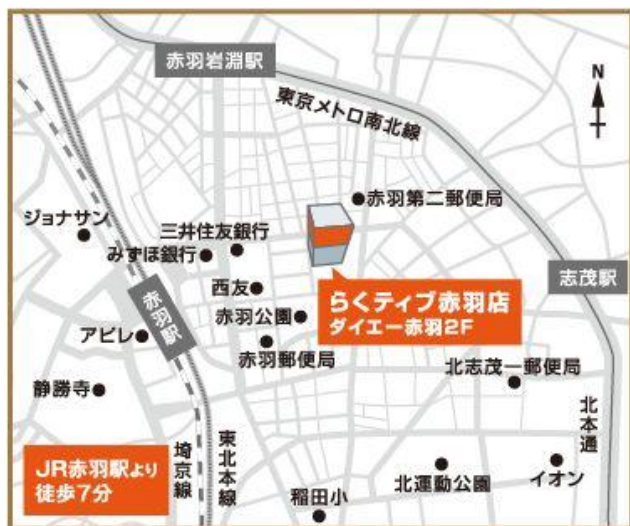 赤羽岩淵駅
N
東京メトロ南北線
赤羽第二郵便局
ジョナサン
三井住友銀行
みずほ銀行
志茂駅
西友
らくティブ赤羽店
ダイエー赤羽2F
赤羽駅
赤羽公園
アピレ
赤羽郵便局
北志茂一郵便局
静勝寺
北本通
JR赤羽駅より
徒歩7分
埼京線
東北本線
北運動公園
イオン
稲田小